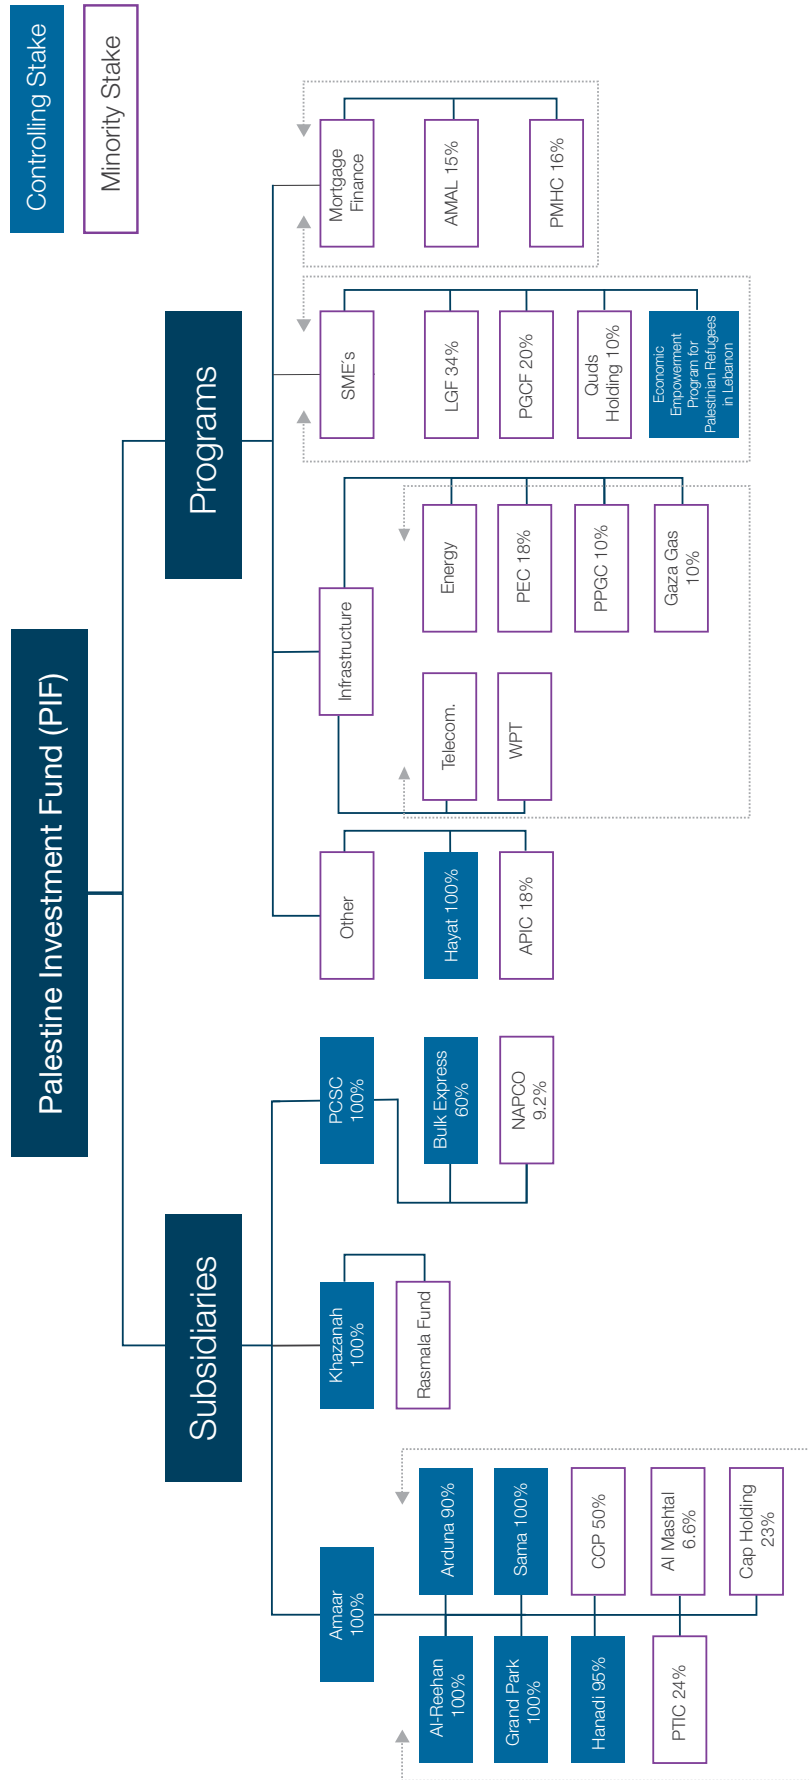 Palestine Investment Fund (PIF)
Controlling Stake
Minority Stake
Subsidiaries
Programs
Amaar
100%
Khazanah
100%
PCSC
100%
Other
Infrastructure
SME's
Mortgage
Finance
Al-Reehan
100%
Arduna 90%
Grand Park
100%
Sama 100%
Hanadi 95%
CCP 50%
PTIC 24%
Al Mashtal
6.6%
Cap Holding
23%
Rasmala Fund
Bulk Express
60%
NAPCO
9.2%
Hayat 100%
APIC 18%
Telecom.
WPT
Energy
PEC 18%
PPGC 10%
Gaza Gas
10%
LGF 34%
PGCF 20%
Quds
Holding 10%
Economic
Empowerment
Program for
Palestinian Refugees
in Lebanon
AMAL 15%
PMHC 16%